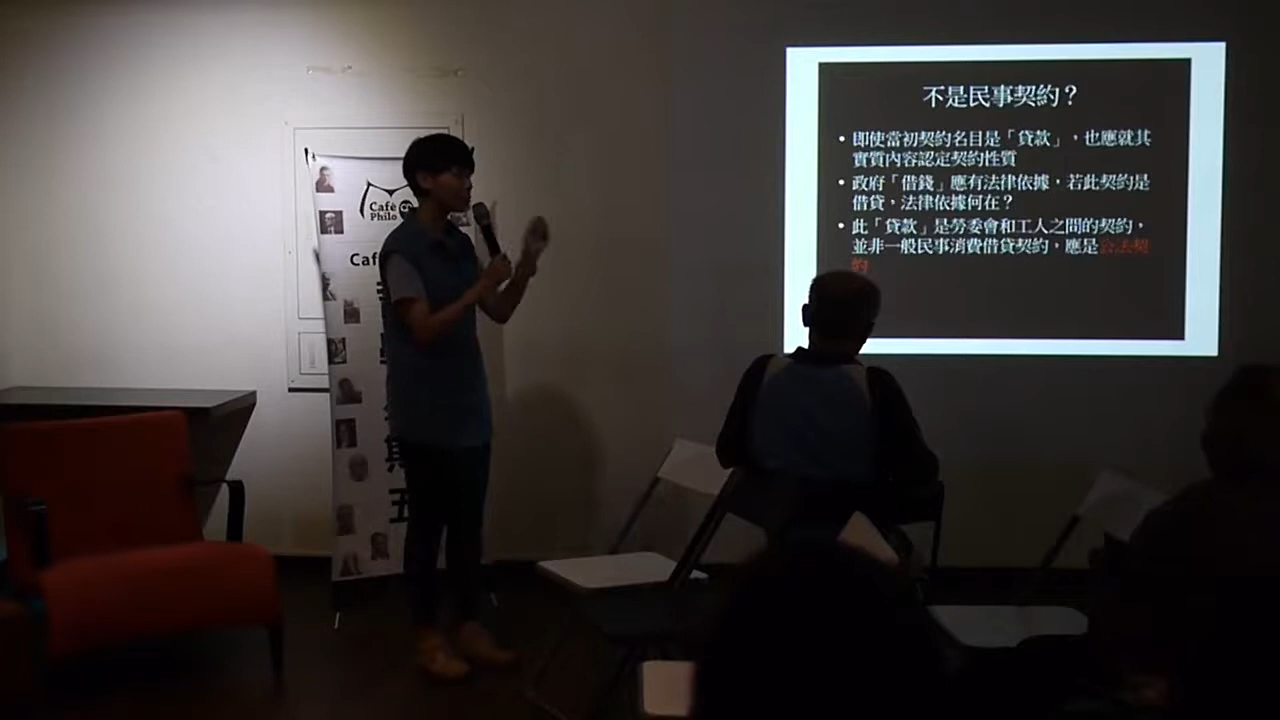 不是民事契約？
• 即使當初契約名目是「貸款」，也應就其
實質內容認定契約性質
• 政府「借錢」應有法律依據，若此契約是
借貸，法律依據何在？
• 此「貸款」是勞委會和工人之間的契約，
並非一般民事消費借貸契約，應是公法契
約
Café
Philo
Caf
五